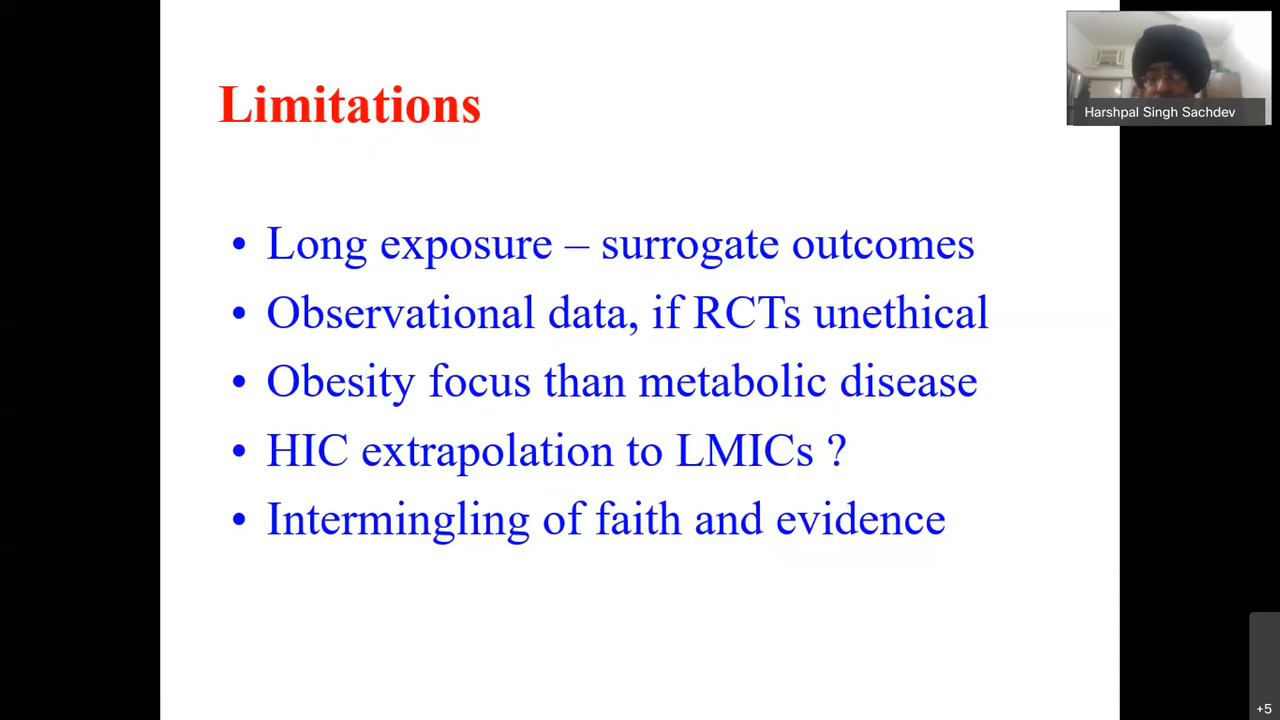 Limitations
• Long exposure – surrogate outcomes
• Observational data, if RCTs unethical
• Obesity focus than metabolic disease
• HIC extrapolation to LMICs ?
• Intermingling of faith and evidence
Harshpal Singh Sachdev
+5